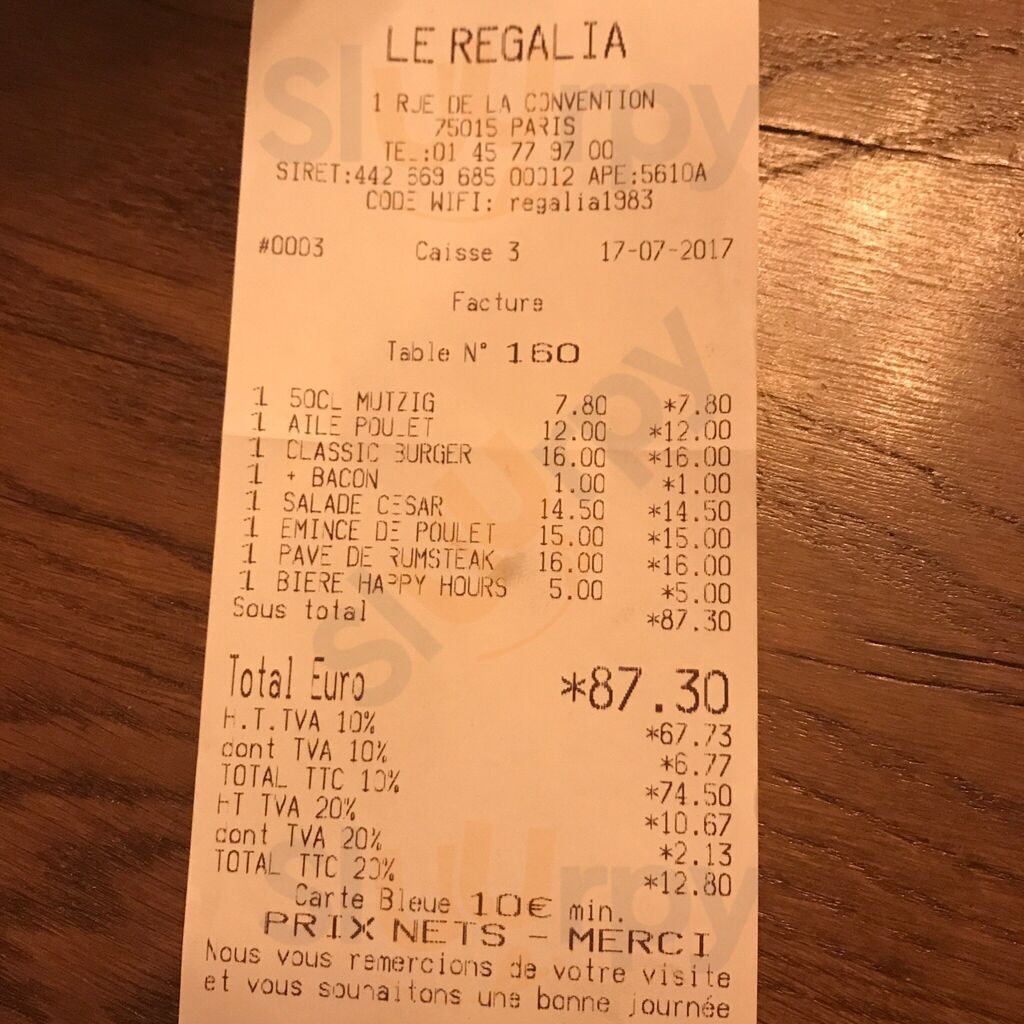 LE REGALIA
1 RUE DE LA CONVENTION
75015 PARIS
TEL.:01 45 77 97 00
SIRET:442 669 685 00012 APE:5610A
CODE WIFI: regalia1983
#0003 Caisse 3 17-07-2017
Facture
Table N° 160
1 50CL MUTZIG 7.80 *7.80
1 AILE POULET 12.00 *12.00
1 CLASSIC BURGER 16.00 *16.00
1 + BACON 1.00 *1.00
1 SALADE CESAR 14.50 *14.50
1 EMINCE DE POULET 15.00 *15.00
1 PAVE DE RUMSTEAK 16.00 *16.00
1 BIERE HAPPY HOURS 5.00 *5.00
Sous total *87.30
Total Euro *87.30
H.T.TVA 10% *67.73
dont TVA 10% *6.77
TOTAL TTC 10% *74.50
HT TVA 20% *10.67
dont TVA 20% *2.13
TOTAL TTC 20% *12.80
Carte Bleue 10€ min.
PRIX NETS - MERCI
Nous vous remercions de votre visite
et vous souhaitons une bonne journée
Sluurpy
Sluurpy
Sluurpy